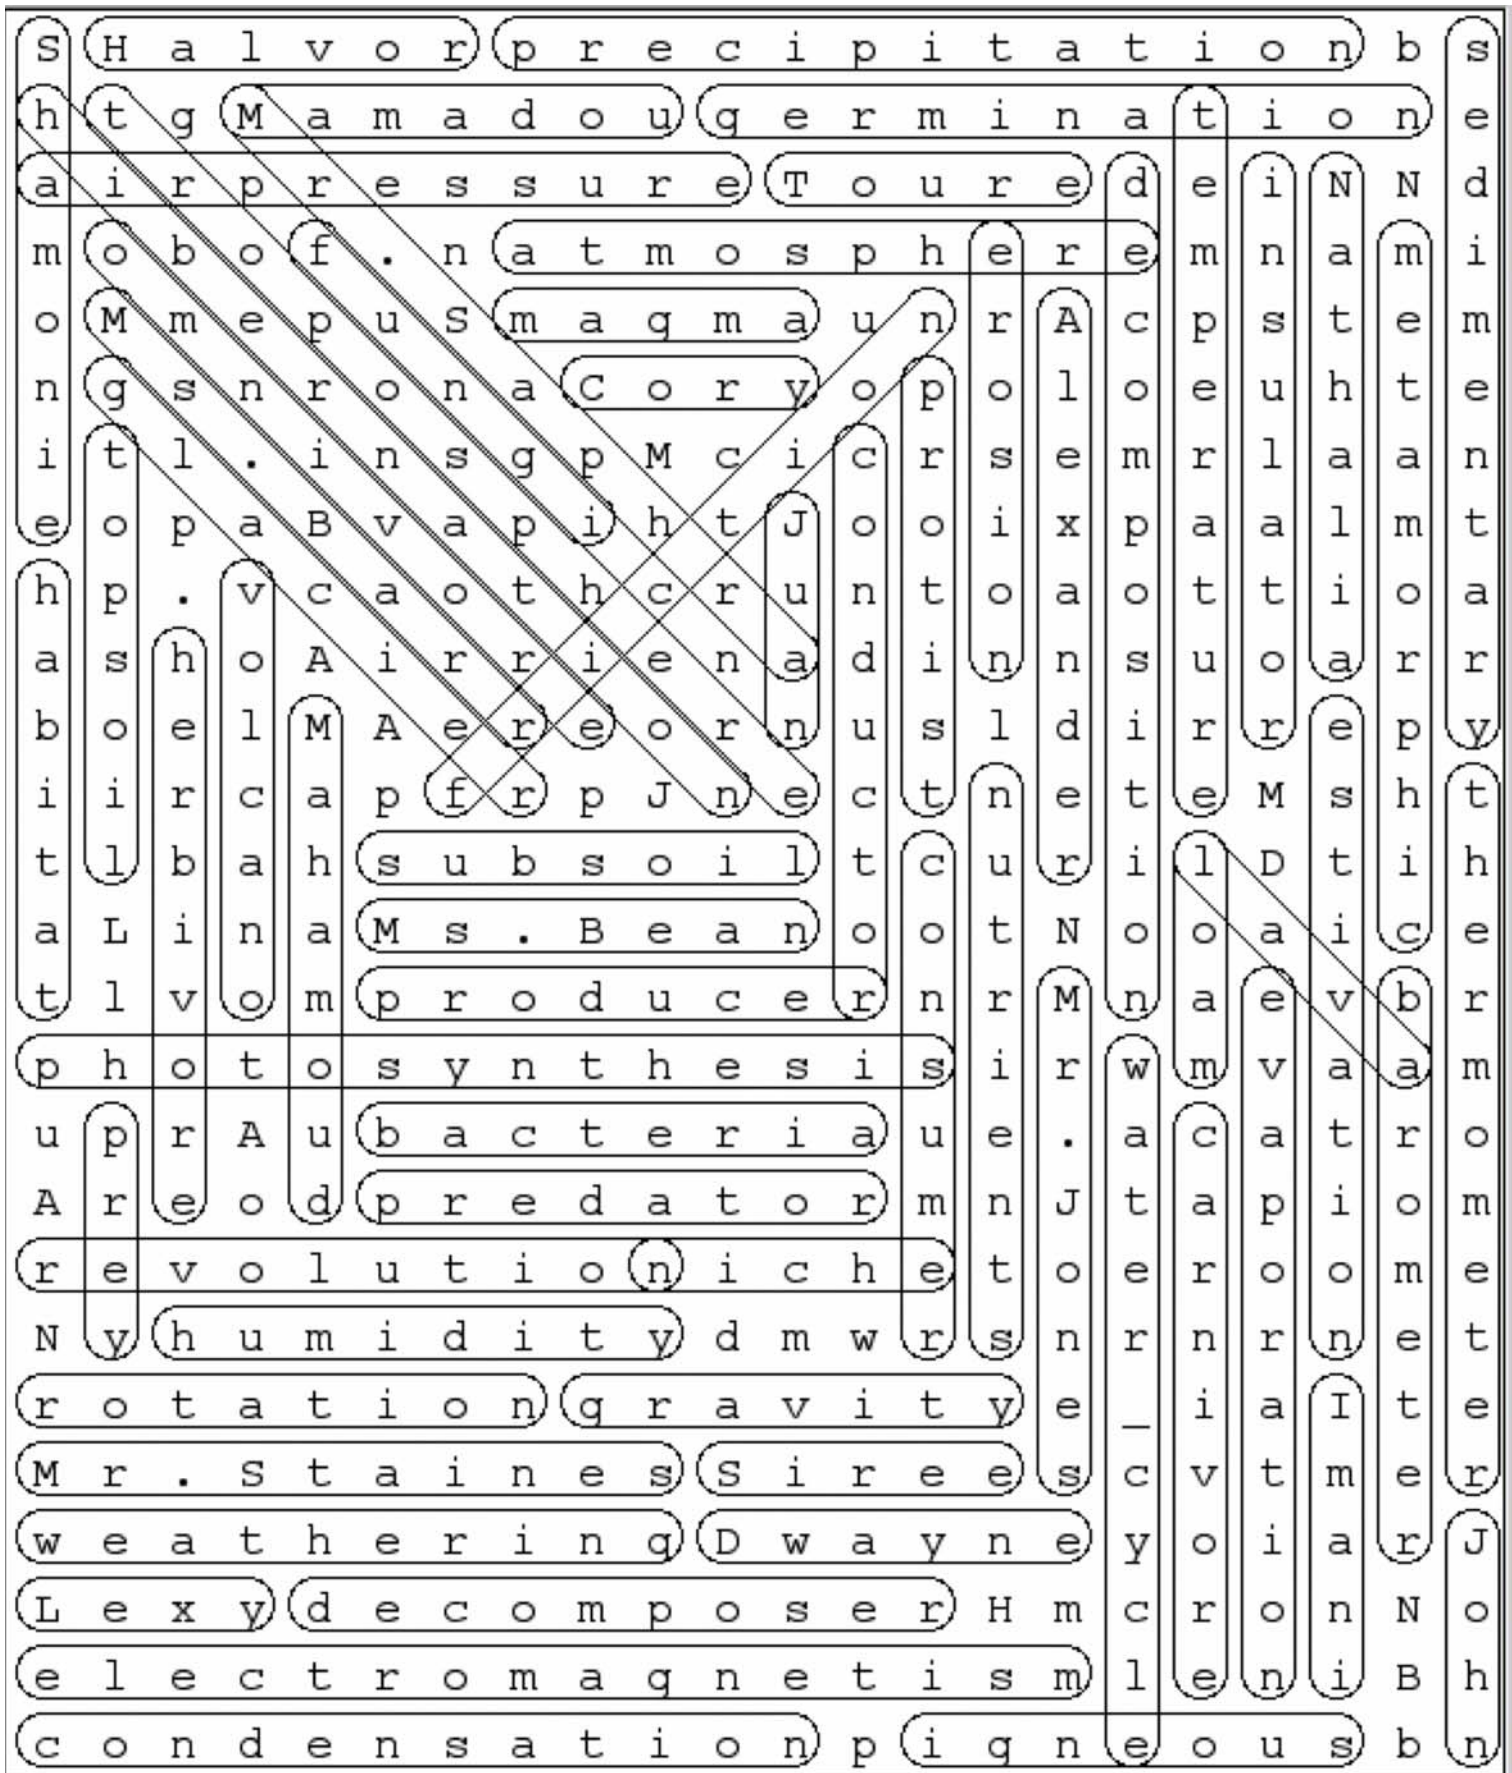 S H a l v o r p r e c i p i t a t i o n b s
h t g M a m a d o u g e r m i n a t i o n e
a i r p r e s s u r e T o u r e d e i N N d
m o b o f . n a t m o s p h e r e m n a m i
o M m e p u S m a g m a u n r A c p s t e m
n g s n r o n a C o r y o p o l o e u h t e
i t l . i n s g p M c i c r s e m r l a a n
e o p a B v a p i h t J o o i x p a a l m t
h p . v c a o t h c r u n t o a o t t i o a
a s h o A i r r i e n a d i n n s u o a r r
b o e l M A e r e o r n u s l d i r r e p y
i i r c a p f r p J n e c t n e t e M s h t
t l b a h s u b s o i l t c u r i l D t i h
a L i n a M s . B e a n o o t N o o a i c e
t l v o m p r o d u c e r n r M n a e v b r
p h o t o s y n t h e s i s i r w m v a a m
u p r A u b a c t e r i a u e . a c a t r o
A r e o d p r e d a t o r m n J t a p i o m
r e v o l u t i o n i c h e t o e r o o m e
N y h u m i d i t y d m w r s n r n r n e t
r o t a t i o n g r a v i t y e _ i a I t e
M r . S t a i n e s S i r e e s c v t m e r
w e a t h e r i n g D w a y n e y o i a r J
L e x y d e c o m p o s e r H m c r o n N o
e l e c t r o m a g n e t i s m l e n i B h
c o n d e n s a t i o n p i g n e o u s b n